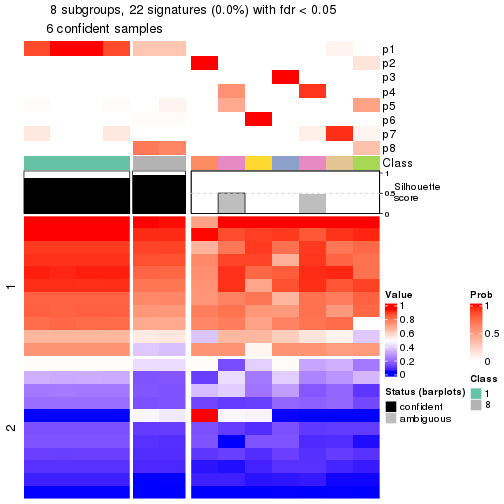 8 subgroups, 22 signatures (0.0%) with fdr < 0.05
6 confident samples
p1
p2
p3
p4
p5
p6
p7
p8
Class
1
0.5
0
Silhouette
score
1
2
Value
1
0.8
0.6
0.4
0.2
0
Status (barplots)
confident
ambiguous
Prob
1
0.5
0
Class
1
8